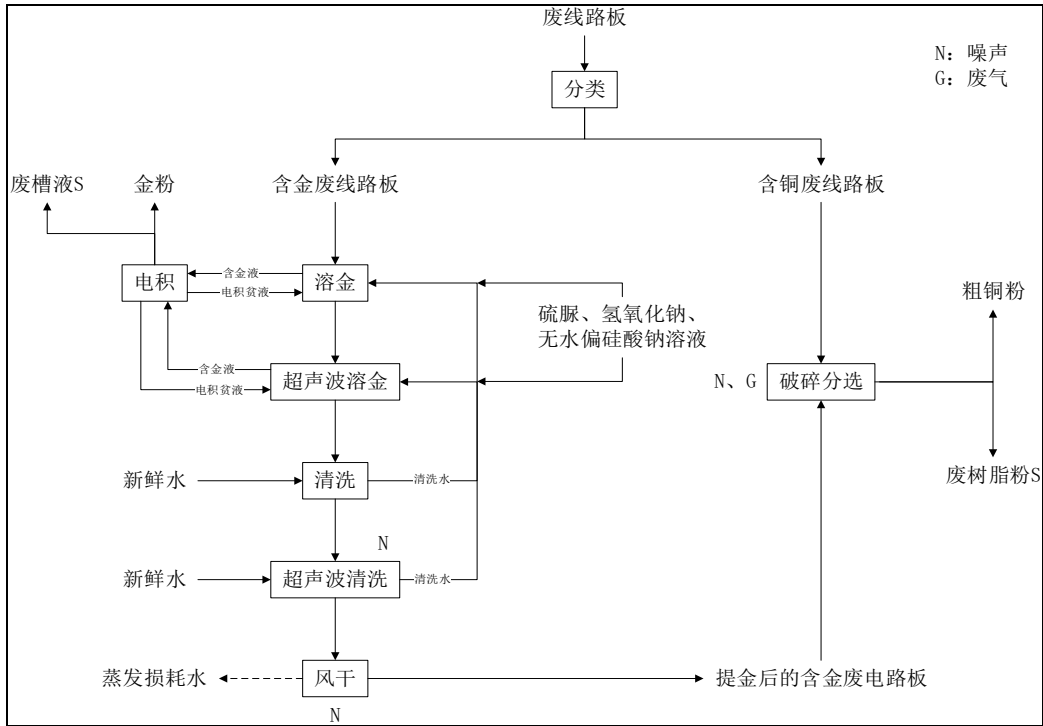 废线路板
N：噪声
G：废气
分类
废槽液S
金粉
含金废线路板
含铜废线路板
电积
含金液
溶金
电积贫液
硫脲、氢氧化钠、
无水偏硅酸钠溶液
粗铜粉
含金液
超声波溶金
电积贫液
N、G
破碎分选
新鲜水
清洗
清洗水
废树脂粉S
N
新鲜水
超声波清洗
清洗水
蒸发损耗水
风干
提金后的含金废电路板
N